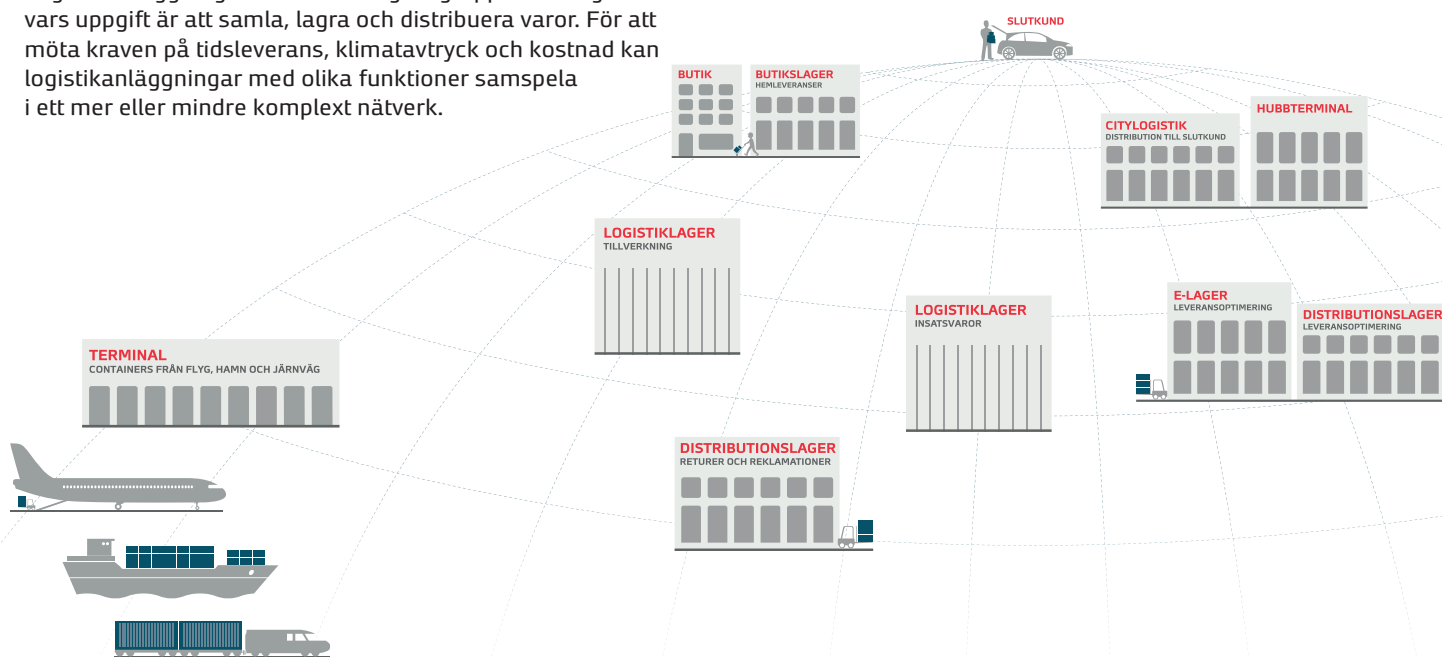 vars uppgift är att samla, lagra och distribuera varor. För att
möta kraven på tidsleverans, klimatavtryck och kostnad kan
logistikanläggningar med olika funktioner samspela
i ett mer eller mindre komplext nätverk.
SLUTKUND
BUTIK
BUTIKSLAGER
HEMLEVERANSER
CITYLOGISTIK
DISTRIBUTION TILL SLUTKUND
HUBBTERMINAL
LOGISTIKLAGER
TILLVERKNING
LOGISTIKLAGER
INSATSVAROR
E-LAGER
LEVERANSOPTIMERING
DISTRIBUTIONSLAGER
LEVERANSOPTIMERING
TERMINAL
CONTAINERS FRÅN FLYG, HAMN OCH JÄRNVÄG
DISTRIBUTIONSLAGER
RETURER OCH REKLAMATIONER